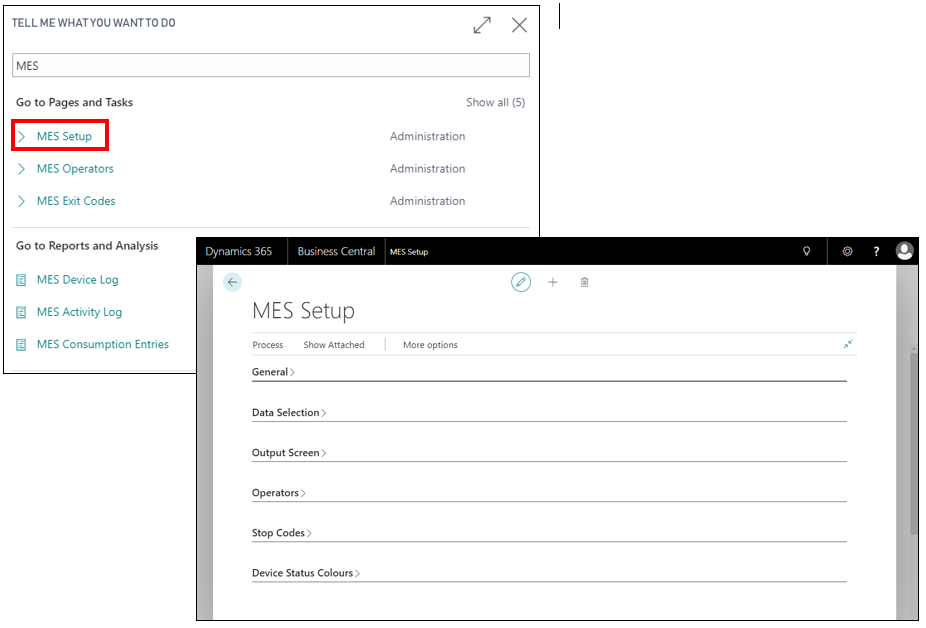 TELL ME WHAT YOU WANT TO DO
MES
Go to Pages and Tasks Show all (5)
MES Setup Administration
MES Operators Administration
MES Exit Codes Administration
Go to Reports and Analysis
MES Device Log
MES Activity Log
MES Consumption Entries
Dynamics 365 Business Central MES Setup ?
MES Setup
Process Show Attached More options
General
Data Selection
Output Screen
Operators
Stop Codes
Device Status Colours